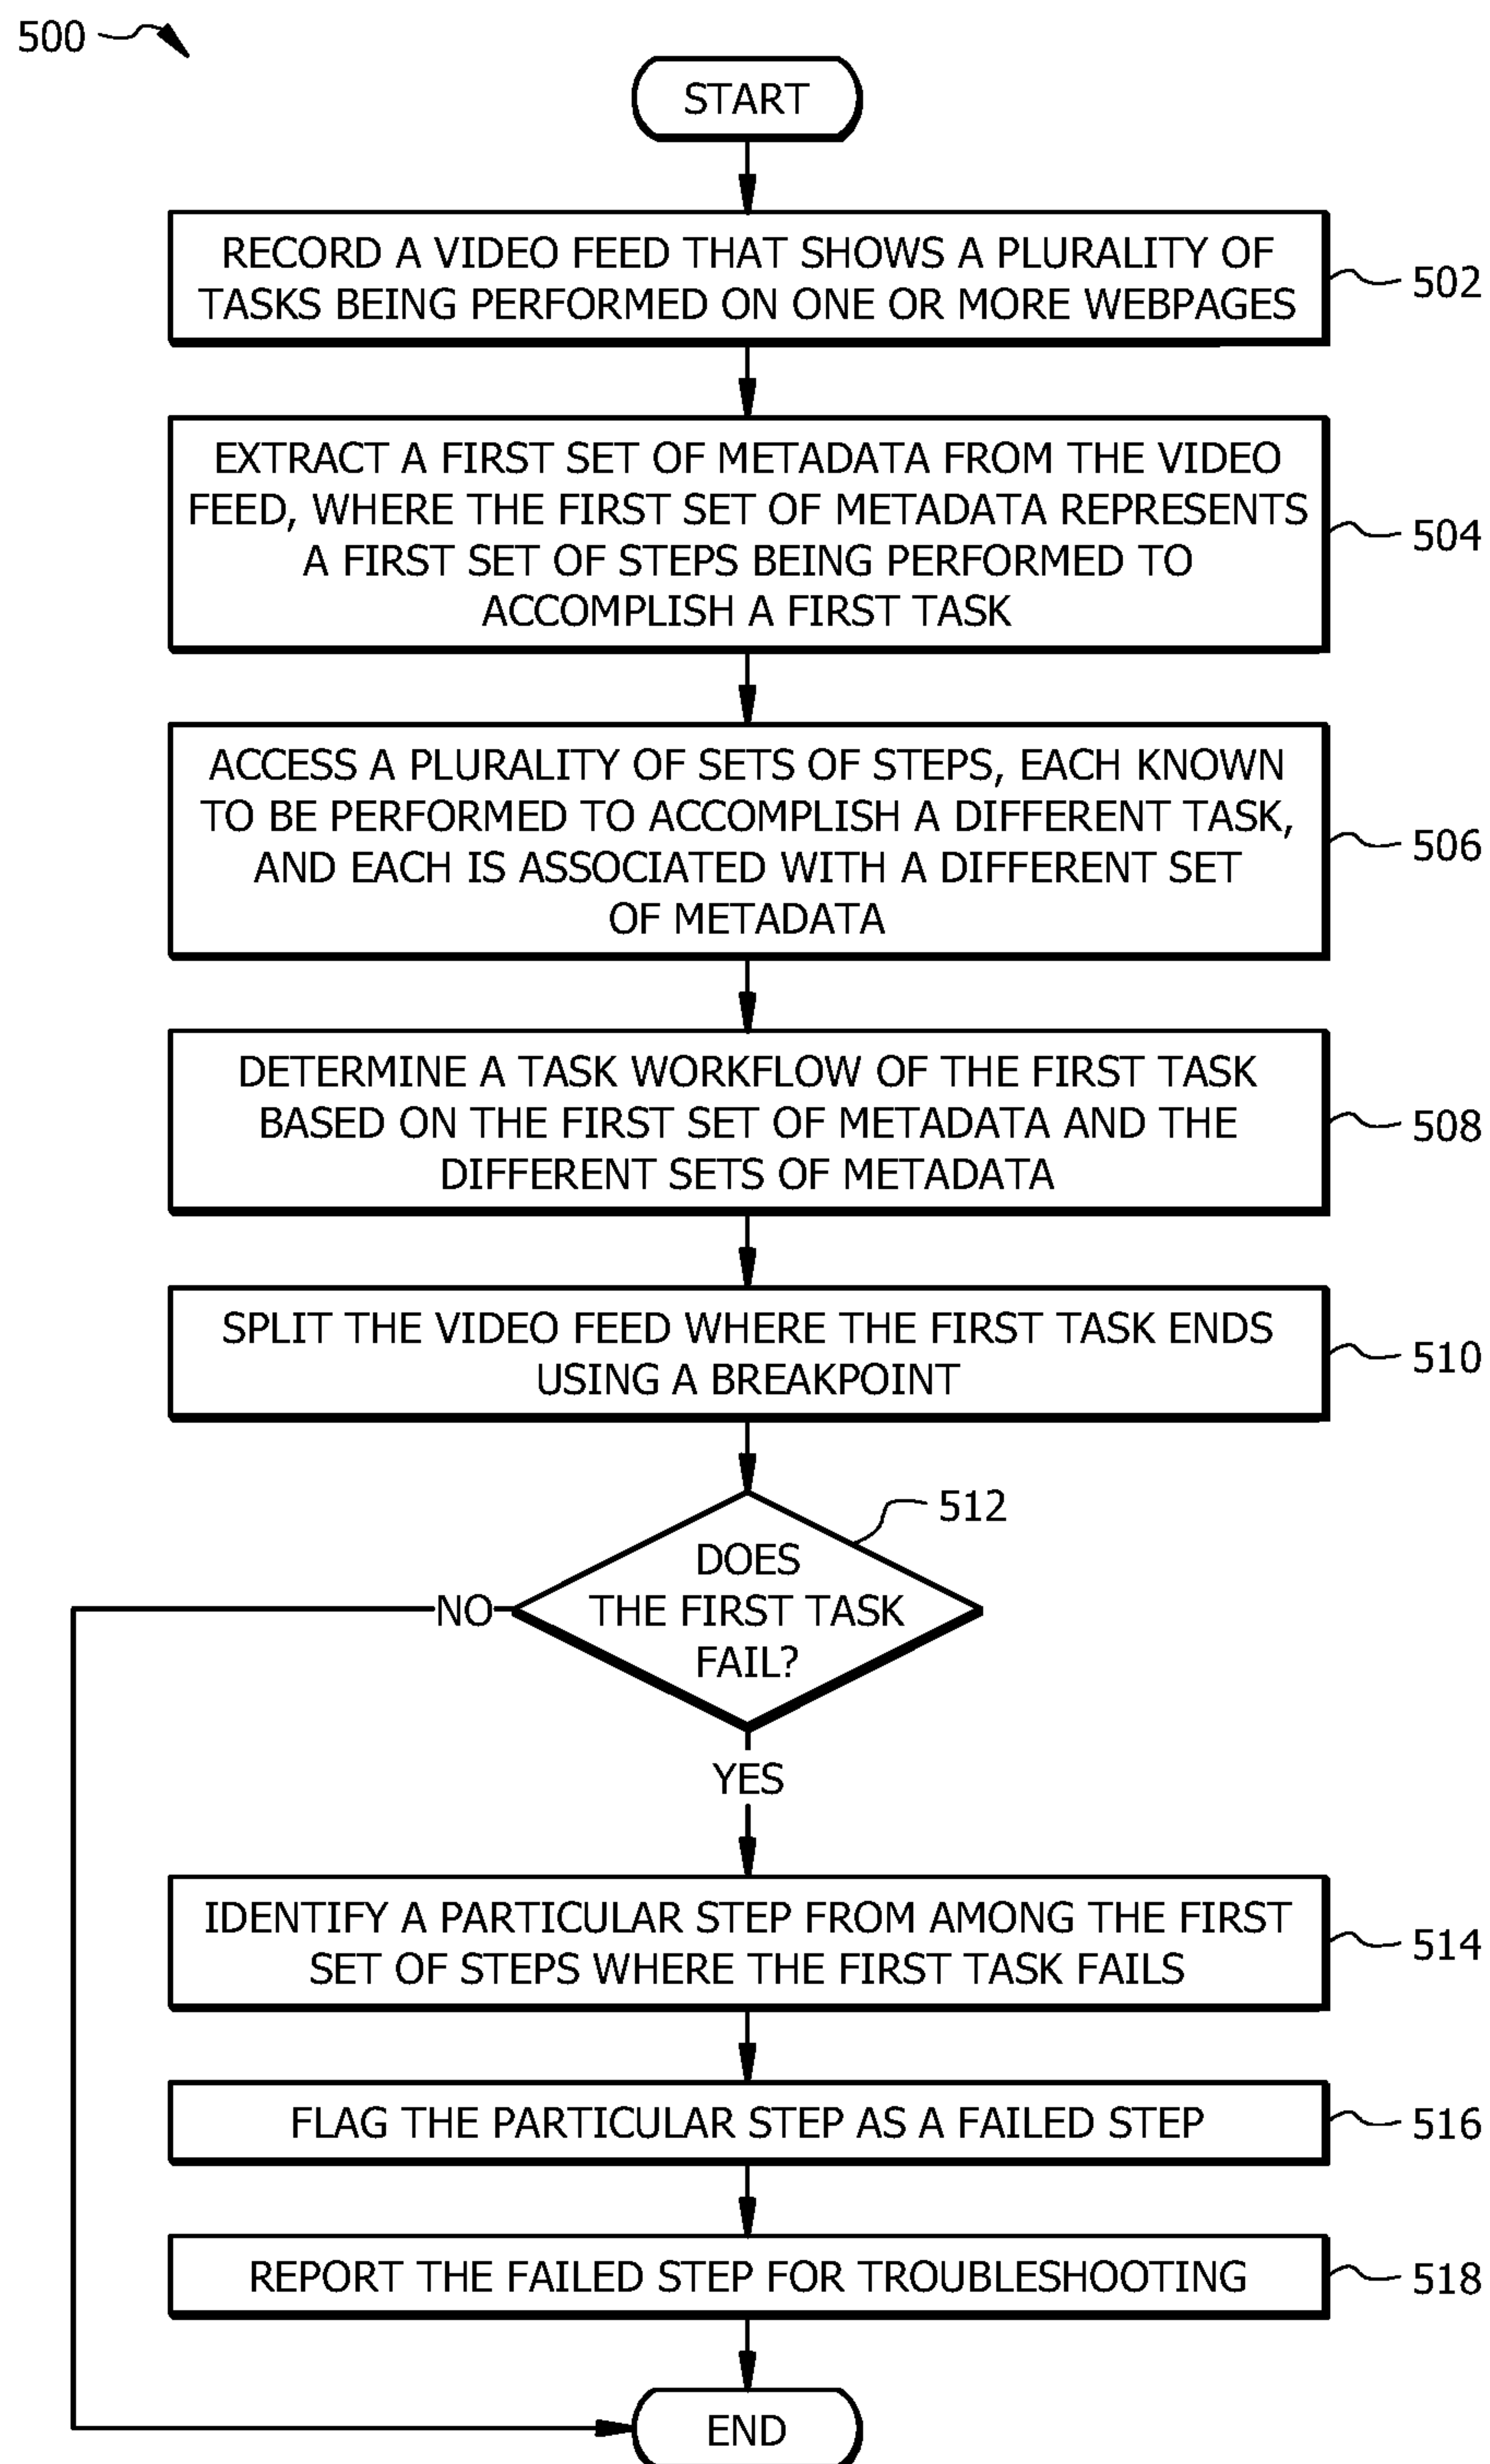 500
START
RECORD A VIDEO FEED THAT SHOWS A PLURALITY OF
TASKS BEING PERFORMED ON ONE OR MORE WEBPAGES
502
EXTRACT A FIRST SET OF METADATA FROM THE VIDEO
FEED, WHERE THE FIRST SET OF METADATA REPRESENTS
A FIRST SET OF STEPS BEING PERFORMED TO
ACCOMPLISH A FIRST TASK
504
ACCESS A PLURALITY OF SETS OF STEPS, EACH KNOWN
TO BE PERFORMED TO ACCOMPLISH A DIFFERENT TASK,
AND EACH IS ASSOCIATED WITH A DIFFERENT SET
OF METADATA
506
DETERMINE A TASK WORKFLOW OF THE FIRST TASK
BASED ON THE FIRST SET OF METADATA AND THE
DIFFERENT SETS OF METADATA
508
SPLIT THE VIDEO FEED WHERE THE FIRST TASK ENDS
USING A BREAKPOINT
510
512
DOES
THE FIRST TASK
FAIL?
NO
YES
IDENTIFY A PARTICULAR STEP FROM AMONG THE FIRST
SET OF STEPS WHERE THE FIRST TASK FAILS
514
FLAG THE PARTICULAR STEP AS A FAILED STEP
516
REPORT THE FAILED STEP FOR TROUBLESHOOTING
518
END